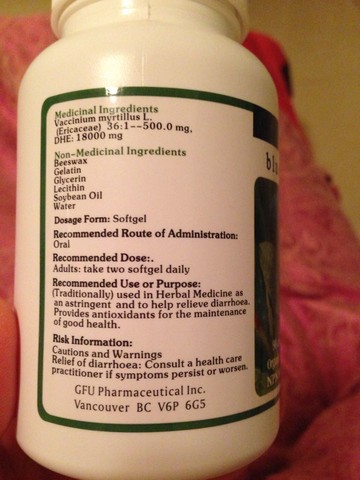 Medicinal Ingredients
Vaccinium myrtillus L.
(Ericaceae) 36:1--500.0 mg,
DHE: 18000 mg
Non-Medicinal Ingredients
Beeswax
Gelatin
Glycerin
Lecithin
Soybean Oil
Water
Dosage Form: Softgel
Recommended Route of Administration:
Oral
Recommended Dose:.
Adults: take two softgel daily
Recommended Use or Purpose:
(Traditionally) used in Herbal Medicine as
an astringent and to help relieve diarrhoea.
Provides antioxidants for the maintenance
of good health.
Risk Information:
Cautions and Warnings
Relief of diarrhoea: Consult a health care
practitioner if symptoms persist or worsen.
GFU Pharmaceutical Inc.
Vancouver BC V6P 6G5